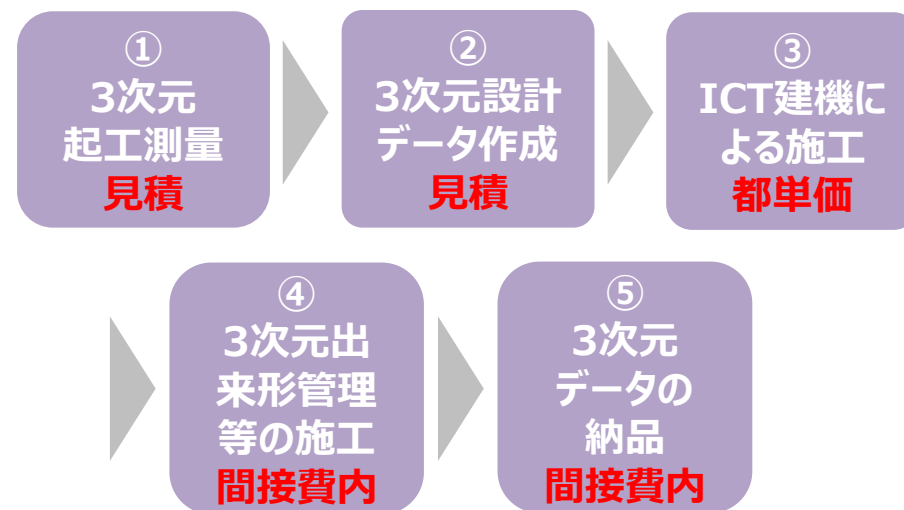 ①
3次元
起工測量
見積
②
3次元設計
データ作成
見積
③
ICT建機に
よる施工
都単価
④
3次元出
来形管理
等の施工
間接費内
⑤
3次元
データの
納品
間接費内